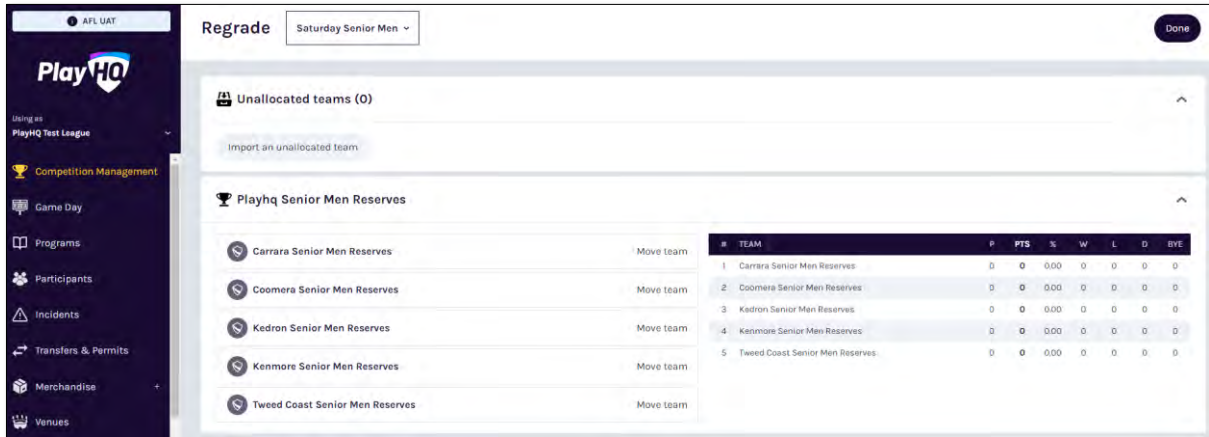 AFL UAT
PlayHQ
Using as
PlayHQ Test League
Competition Management
Game Day
Programs
Participants
Incidents
Transfers & Permits
Merchandise +
Venues
Regrade Saturday Senior Men Done
Unallocated teams (0)
Import an unallocated team
Playhq Senior Men Reserves
Carrara Senior Men Reserves Move team
Coomera Senior Men Reserves Move team
Kedron Senior Men Reserves Move team
Kenmore Senior Men Reserves Move team
Tweed Coast Senior Men Reserves Move team
# TEAM P PTS % W L D BYE
1 Carrara Senior Men Reserves 0 0 0.00 0 0 0 0
2 Coomera Senior Men Reserves 0 0 0.00 0 0 0 0
3 Kedron Senior Men Reserves 0 0 0.00 0 0 0 0
4 Kenmore Senior Men Reserves 0 0 0.00 0 0 0 0
5 Tweed Coast Senior Men Reserves 0 0 0.00 0 0 0 0